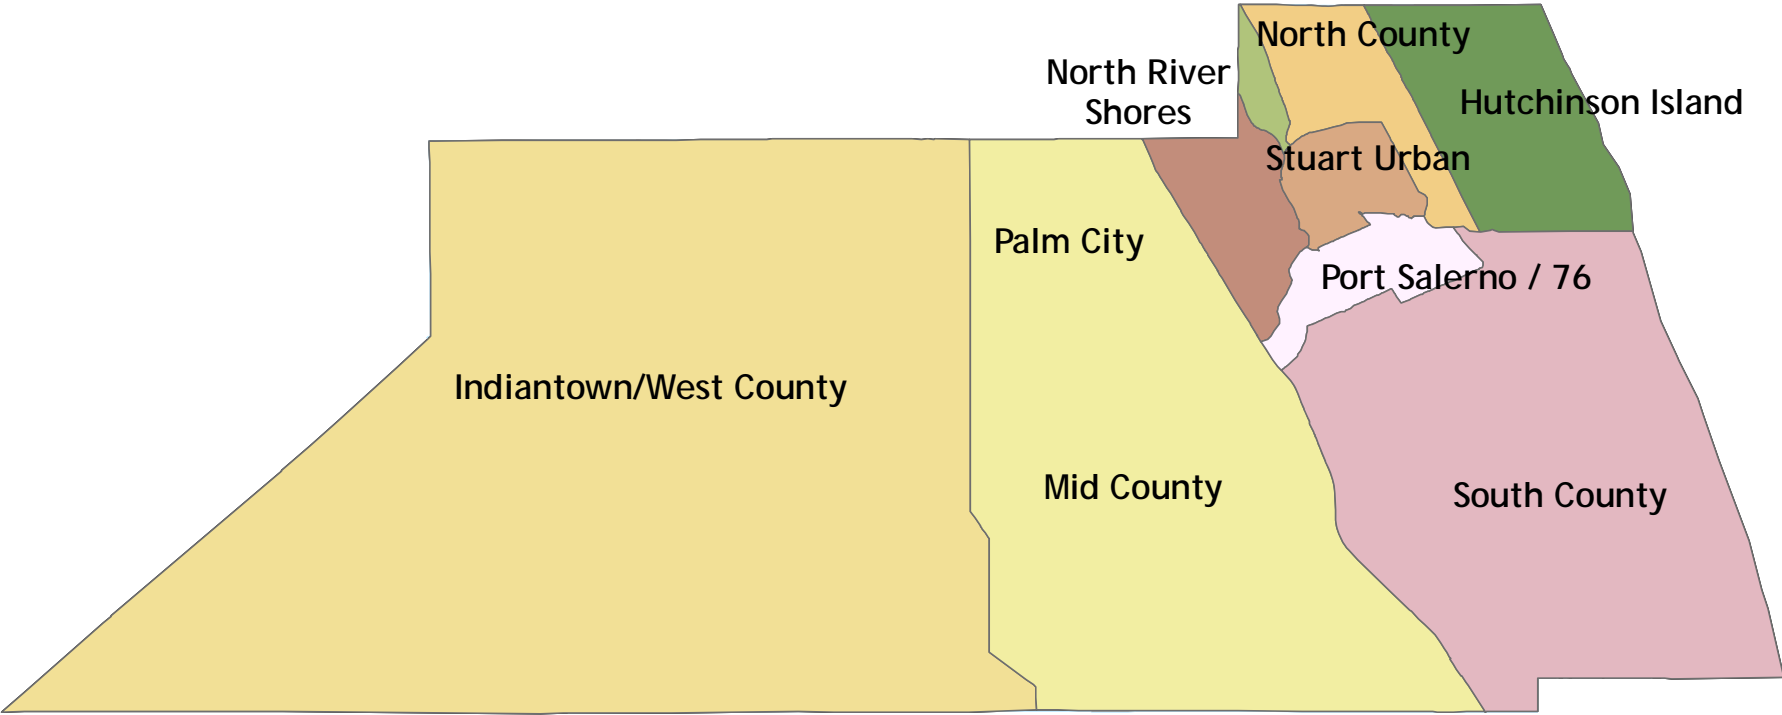 North County
North River
Shores
Hutchinson Island
Stuart Urban
Palm City
Port Salerno / 76
Indiantown/West County
Mid County
South County